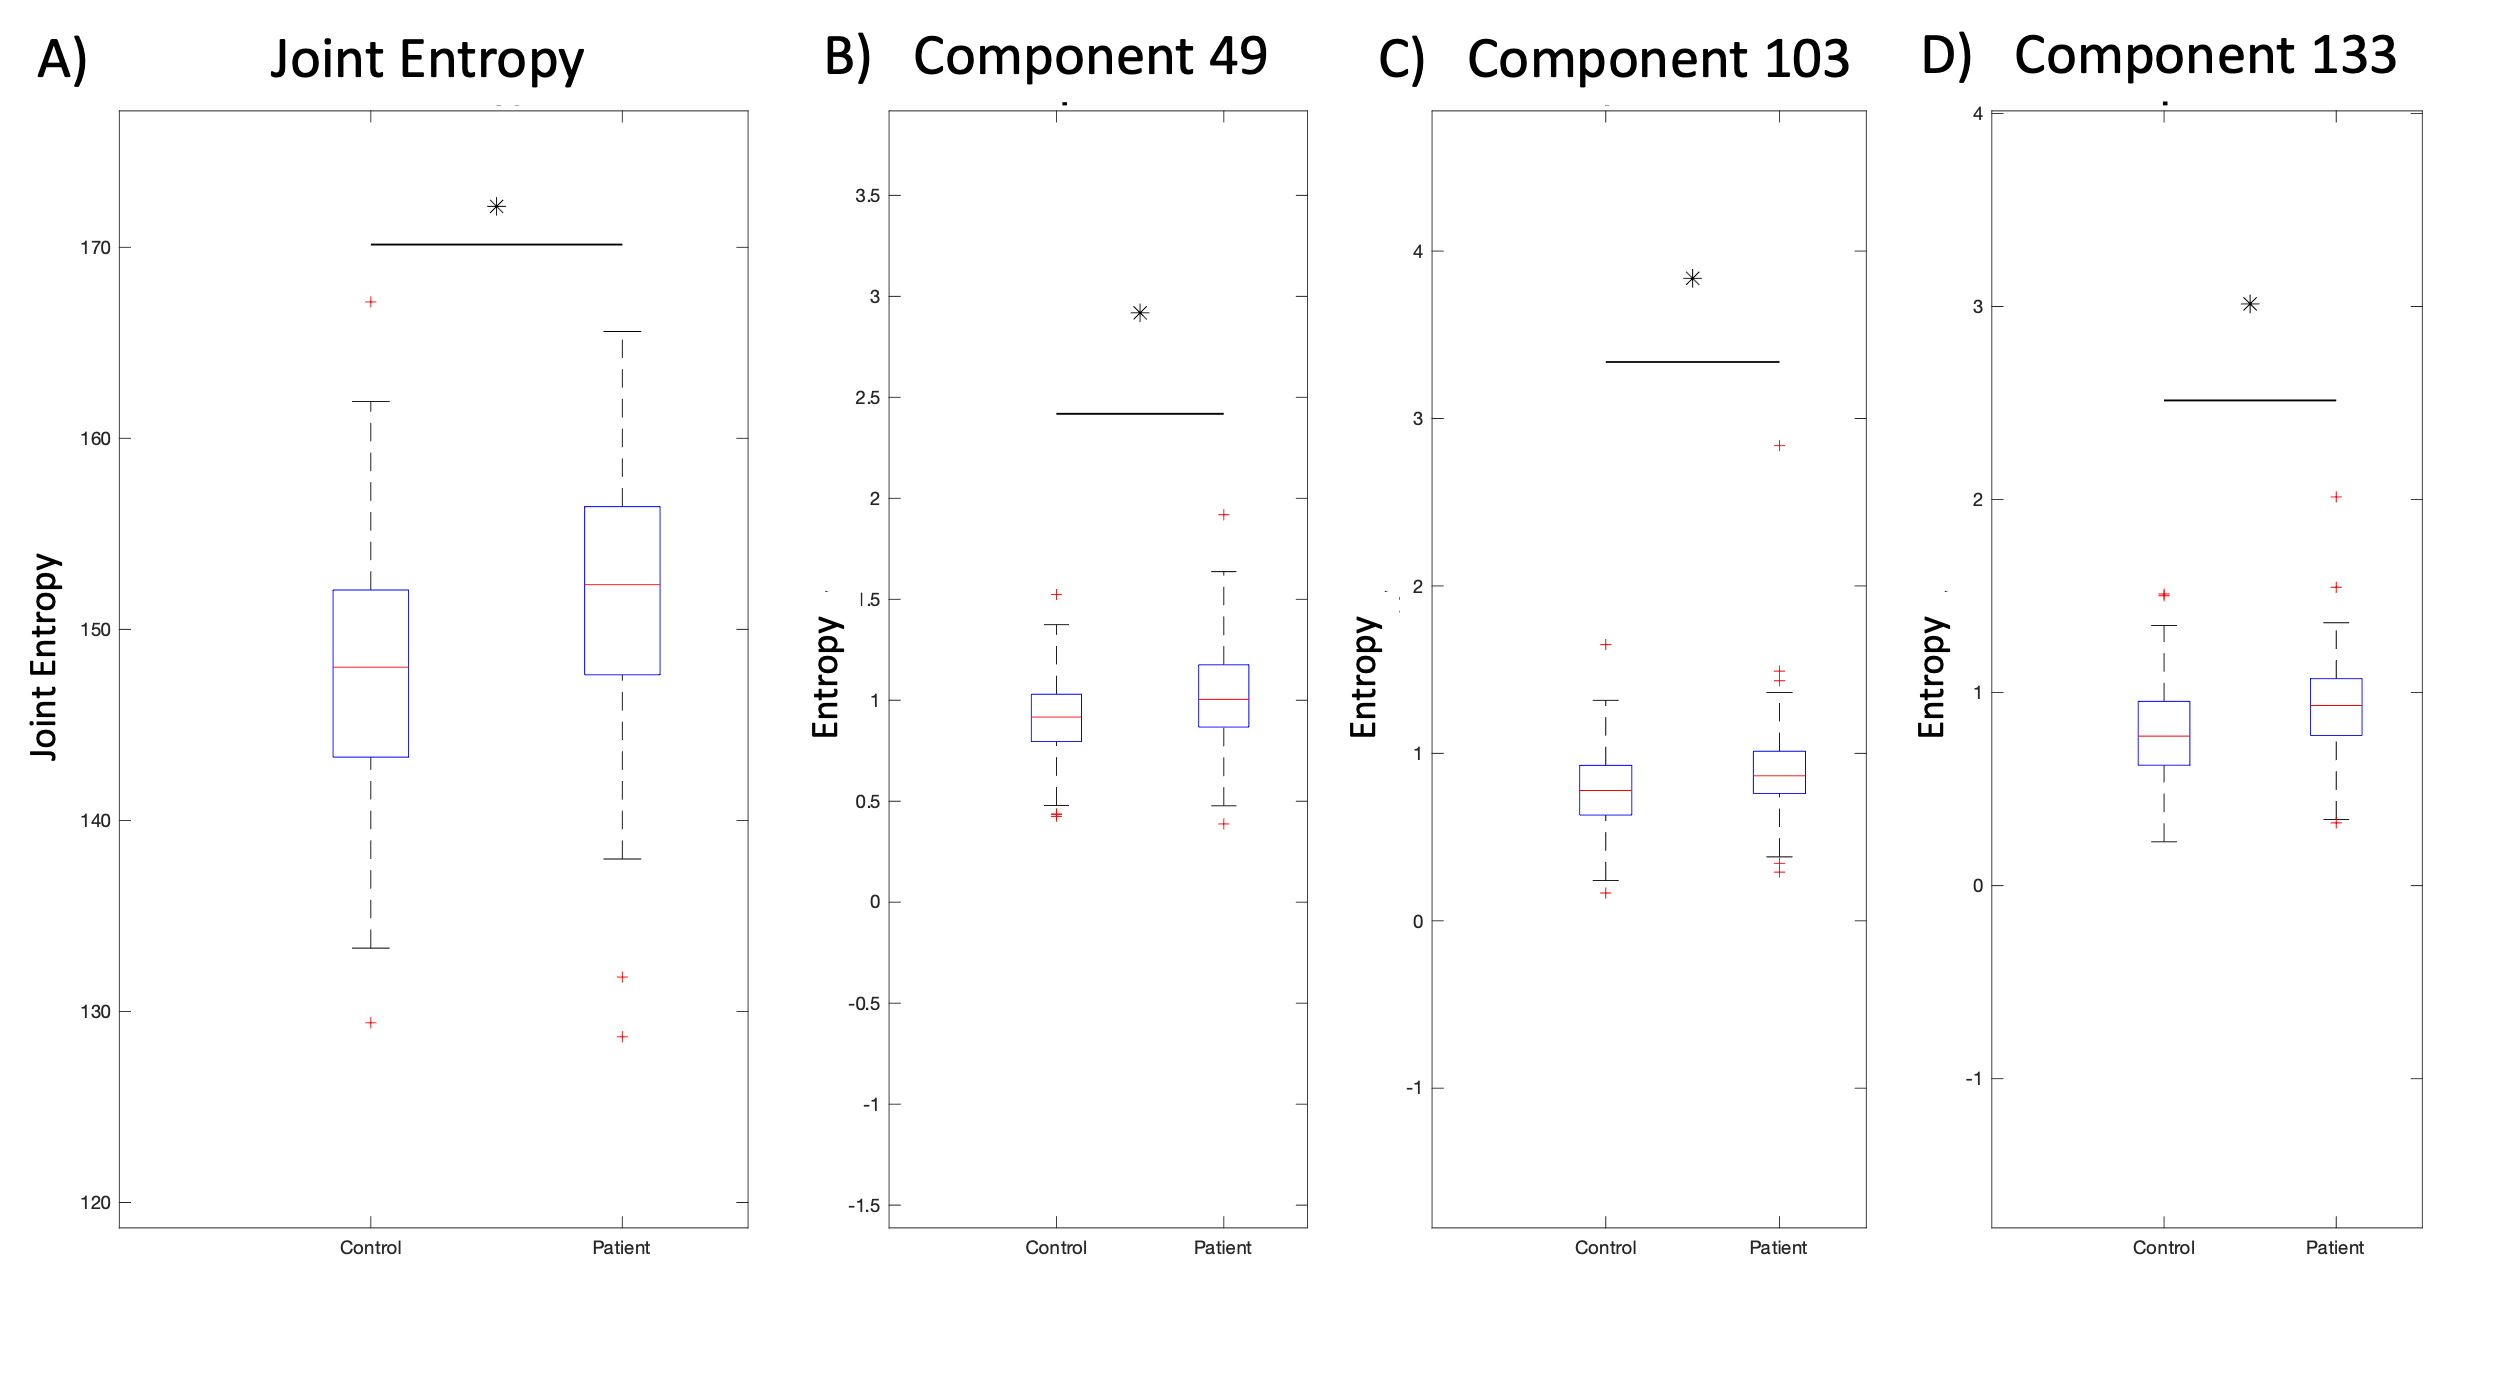 A) Joint Entropy
B) Component 49
C) Component 103
D) Component 133
Joint Entropy
170
160
150
140
130
120
Control Patient
Entropy
3.5
3
2.5
2
.5
1
0.5
0
-0.5
-1
-1.5
Control Patient
Entropy
4
3
2
1
0
-1
Control Patient
Entropy
4
3
2
1
0
-1
Control Patient